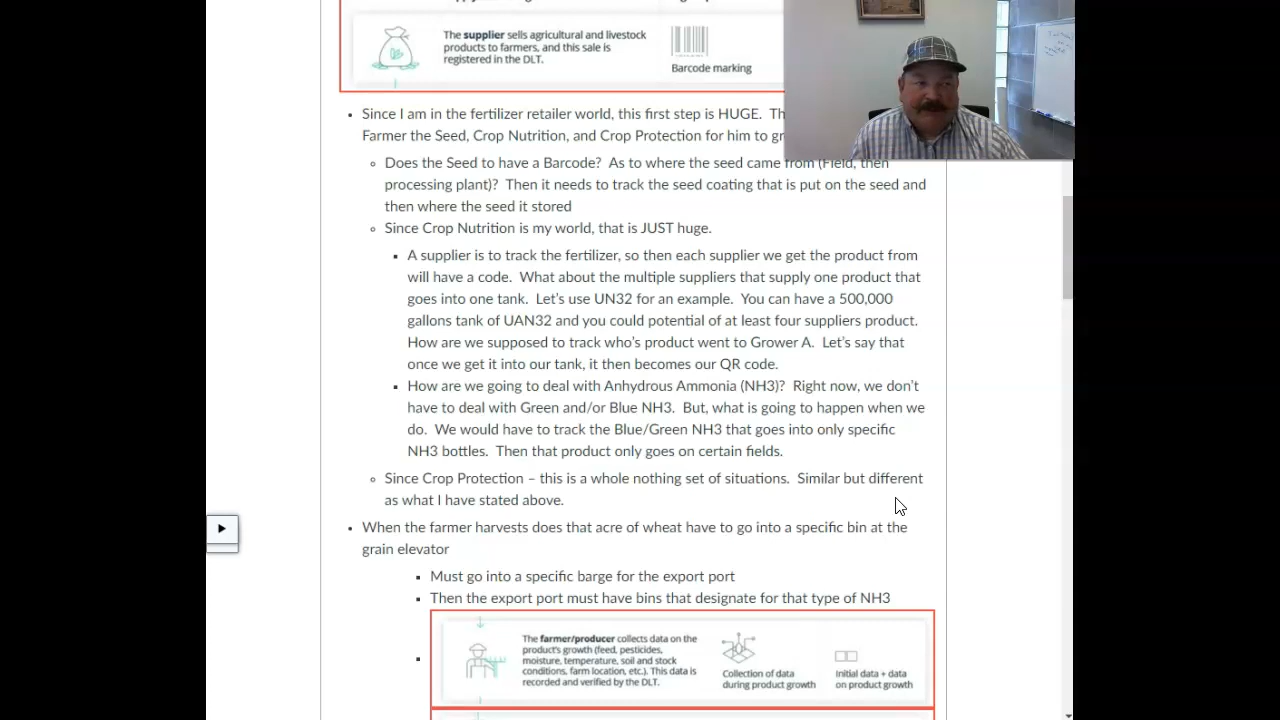 The supplier sells agricultural and livestock
products to farmers, and this sale is
registered in the DLT.
Barcode marking
Since I am in the fertilizer retailer world, this first step is HUGE.
Farmer the Seed, Crop Nutrition, and Crop Protection for him to
Does the Seed to have a Barcode? As to where the seed came from (Field, then
processing plant)? Then it needs to track the seed coating that is put on the seed and
then where the seed it stored
Since Crop Nutrition is my world, that is JUST huge.
A supplier is to track the fertilizer, so then each supplier we get the product from
will have a code. What about the multiple suppliers that supply one product that
goes into one tank. Let's use UN32 for an example. You can have a 500,000
gallons tank of UAN32 and you could potential of at least four suppliers product.
How are we supposed to track who's product went to Grower A. Let's say that
once we get it into our tank, it then becomes our QR code.
How are we going to deal with Anhydrous Ammonia (NH3)? Right now, we don't
have to deal with Green and/or Blue NH3. But, what is going to happen when we
do. We would have to track the Blue/Green NH3 that goes into only specific
NH3 bottles. Then that product only goes on certain fields.
Since Crop Protection – this is a whole nothing set of situations. Similar but different
as what I have stated above.
When the farmer harvests does that acre of wheat have to go into a specific bin at the
grain elevator
Must go into a specific barge for the export port
Then the export port must have bins that designate for that type of NH3
The farmer/producer collects data on the
product's growth (feed, pesticides,
moisture, temperature, soil and stock
conditions, farm location, etc.). This data is
recorded and verified by the DLT.
Collection of data
during product growth
Initial data + data
on product growth